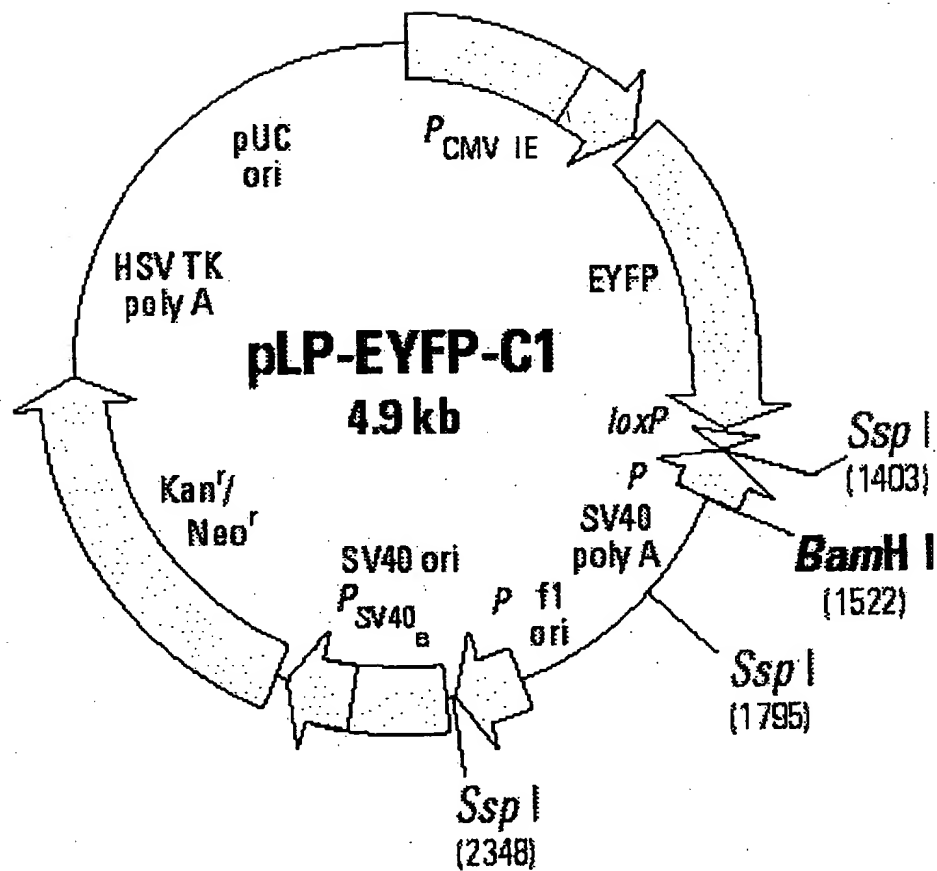 P CMV IE
pUC
ori
EYFP
HSV TK
poly A
pLP-EYFP-C1
4.9 kb
loxP
Ssp I
(1403)
P
SV40
poly A
BamH I
(1522)
Kanʳ/
Neoʳ
SV40 ori
P SV40 e
P f1
ori
Ssp I
(1795)
Ssp I
(2348)